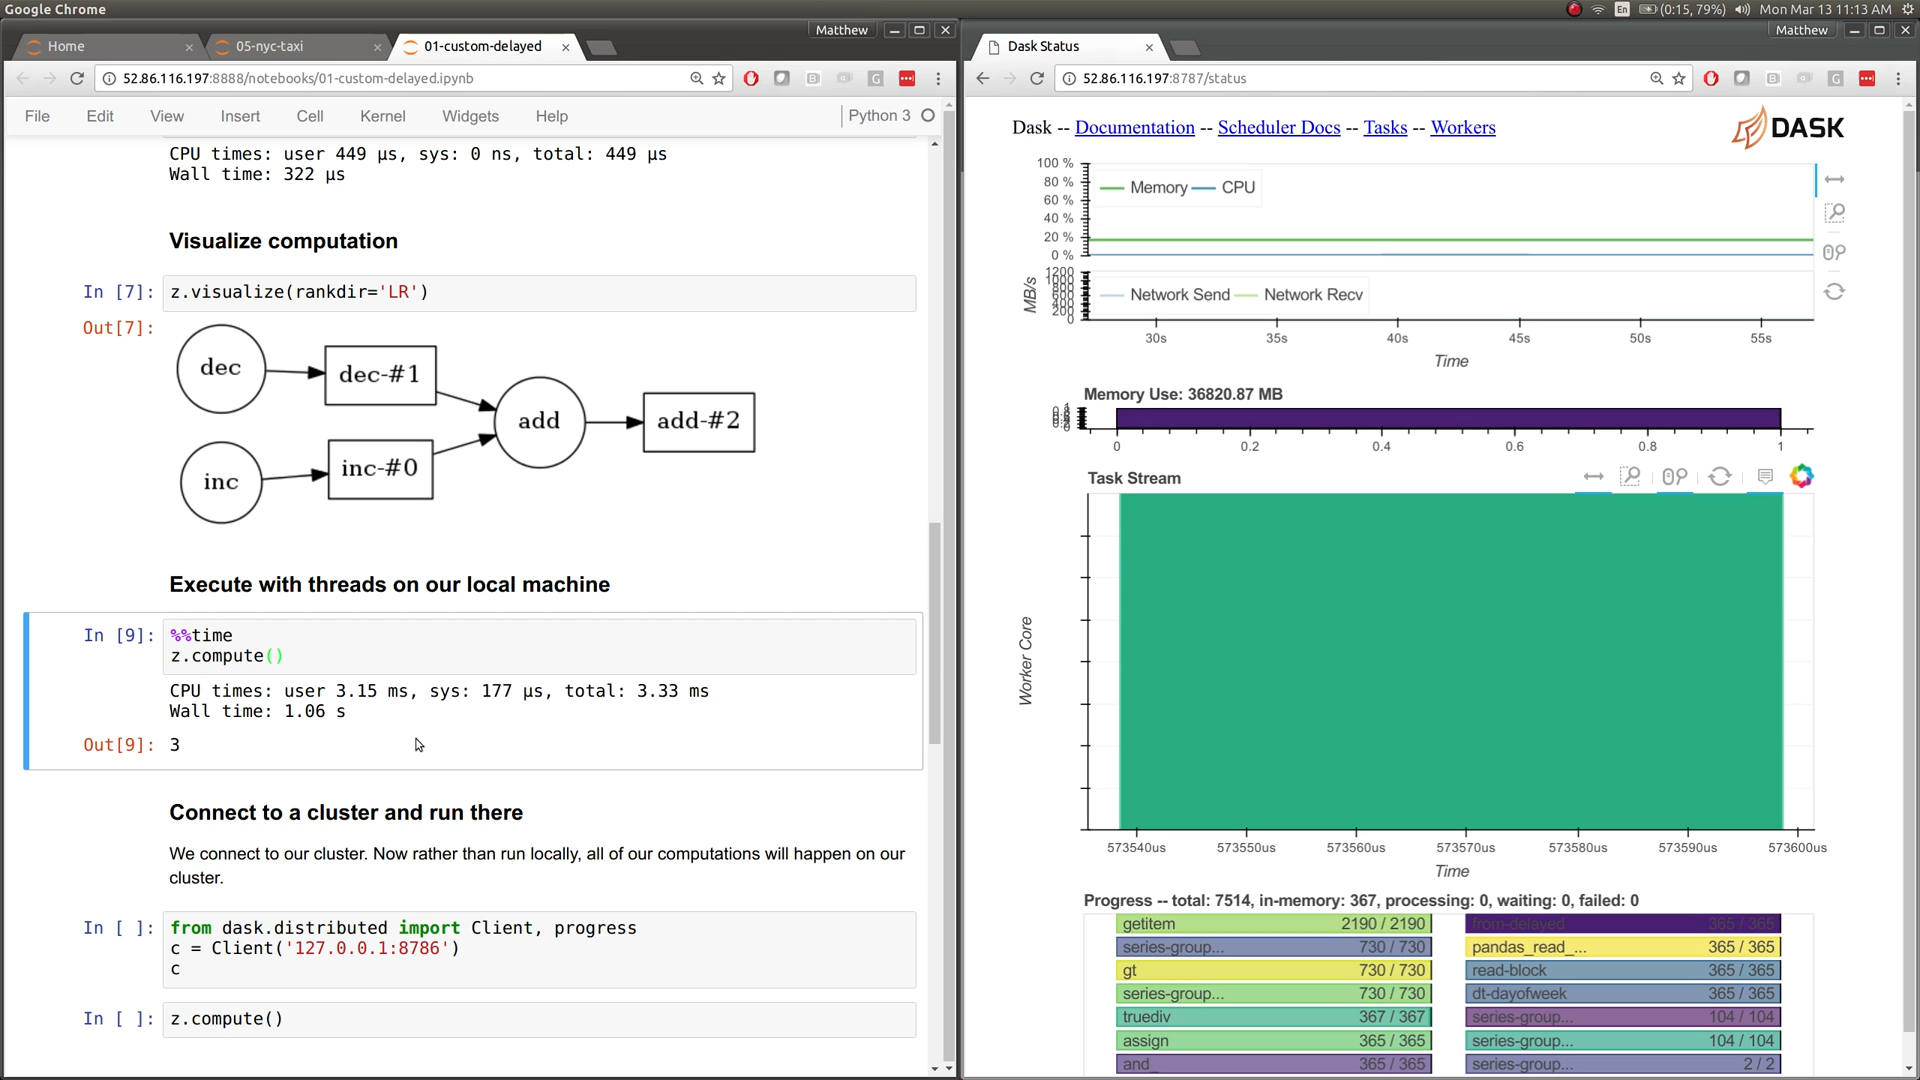 Google Chrome
(0:15, 79%)
Mon Mar 13 11:13 AM
En
Matthew
Home
05-nyc-taxi
01-custom-delayed
52.86.116.197:8888/notebooks/01-custom-delayed.ipynb
File Edit View Insert Cell Kernel Widgets Help
Python 3
CPU times: user 449 µs, sys: 0 ns, total: 449 µs
Wall time: 322 µs
Visualize computation
In [7]: z.visualize(rankdir='LR')
Out[7]:
dec
dec-#1
add
add-#2
inc
inc-#0
Execute with threads on our local machine
In [9]: %%time
z.compute()
CPU times: user 3.15 ms, sys: 177 µs, total: 3.33 ms
Wall time: 1.06 s
Out[9]: 3
Connect to a cluster and run there
We connect to our cluster. Now rather than run locally, all of our computations will happen on our
cluster.
In [ ]: from dask.distributed import Client, progress
c = Client('127.0.0.1:8786')
c
In [ ]: z.compute()
Matthew
Dask Status
52.86.116.197:8787/status
Dask -- Documentation -- Scheduler Docs -- Tasks -- Workers
DASK
100 %
80 %
60 %
40 %
20 %
0 %
Memory CPU
1200
1000
800
600
400
200
0
MB/s
Network Send Network Recv
30s 35s 40s 45s 50s 55s
Time
Memory Use: 36820.87 MB
0 0.2 0.4 0.6 0.8 1
Task Stream
Worker Core
573540us 573550us 573560us 573570us 573580us 573590us 573600us
Time
Progress -- total: 7514, in-memory: 367, processing: 0, waiting: 0, failed: 0
getitem 2190 / 2190
from-delayed 365 / 365
series-group... 730 / 730
pandas_read_... 365 / 365
gt 730 / 730
read-block 365 / 365
series-group... 730 / 730
dt-dayofweek 365 / 365
truediv 367 / 367
series-group... 104 / 104
assign 365 / 365
series-group... 104 / 104
and_ 365 / 365
series-group... 2 / 2